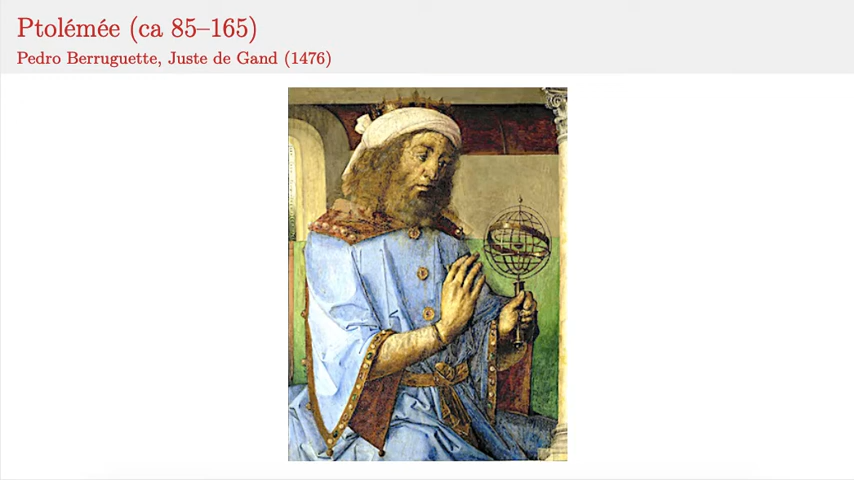 Ptolémée (ca 85–165)
Pedro Berruguette, Juste de Gand (1476)